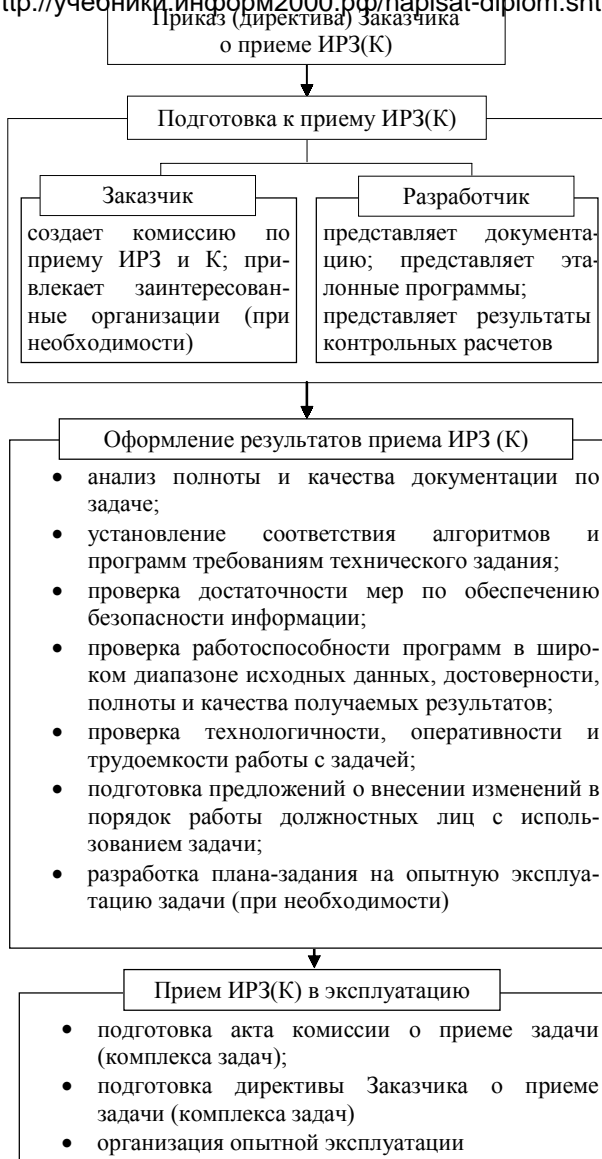 ttp://учебники.информ2000.рф/napisat-diplom.sht
Приказ (директива) Заказчика
о приеме ИРЗ(К)
Подготовка к приему ИРЗ(К)
Заказчик
создает комиссию по
приему ИРЗ и К; при-
влекает заинтересован-
ные организации (при
необходимости)
Разработчик
представляет документа-
цию; представляет эта-
лонные программы;
представляет результаты
контрольных расчетов
Оформление результатов приема ИРЗ (К)
• анализ полноты и качества документации по
задаче;
• установление соответствия алгоритмов и
программ требованиям технического задания;
• проверка достаточности мер по обеспечению
безопасности информации;
• проверка работоспособности программ в широ-
ком диапазоне исходных данных, достоверности,
полноты и качества получаемых результатов;
• проверка технологичности, оперативности и
трудоемкости работы с задачей;
• подготовка предложений о внесении изменений в
порядок работы должностных лиц с исполь-
зованием задачи;
• разработка плана-задания на опытную эксплуа-
тацию задачи (при необходимости)
Прием ИРЗ(К) в эксплуатацию
• подготовка акта комиссии о приеме задачи
(комплекса задач);
• подготовка директивы Заказчика о приеме
задачи (комплекса задач)
• организация опытной эксплуатации